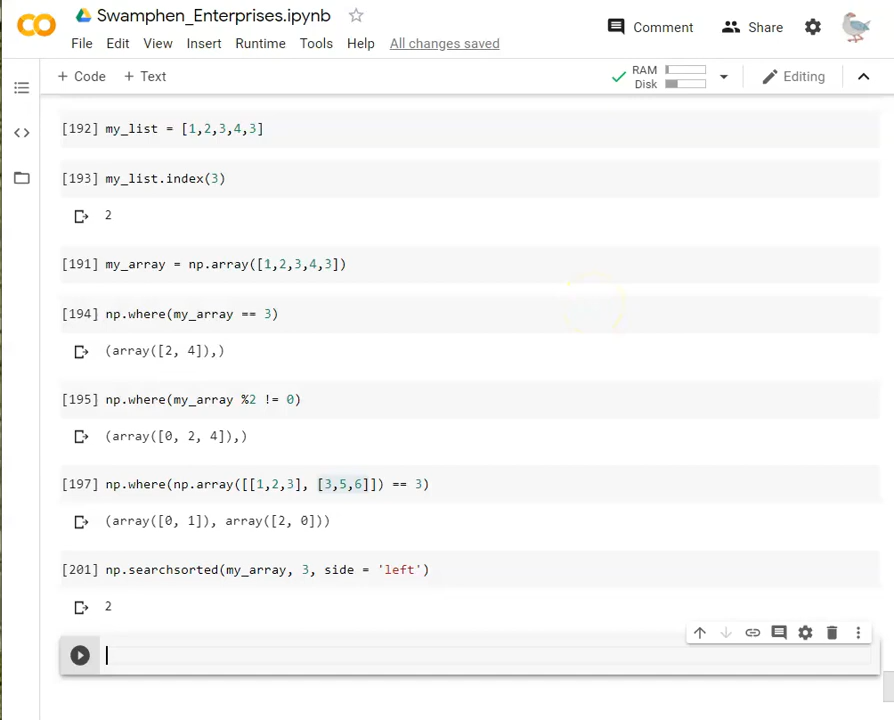 Swamphen_Enterprises.ipynb
Comment
Share
File Edit View Insert Runtime Tools Help All changes saved
+ Code + Text
RAM
Disk
Editing
[192] my_list = [1,2,3,4,3]
[193] my_list.index(3)
2
[191] my_array = np.array([1,2,3,4,3])
[194] np.where(my_array == 3)
(array([2, 4]),)
[195] np.where(my_array %2 != 0)
(array([0, 2, 4]),)
[197] np.where(np.array([[1,2,3], [3,5,6]]) == 3)
(array([0, 1]), array([2, 0]))
[201] np.searchsorted(my_array, 3, side = 'left')
2